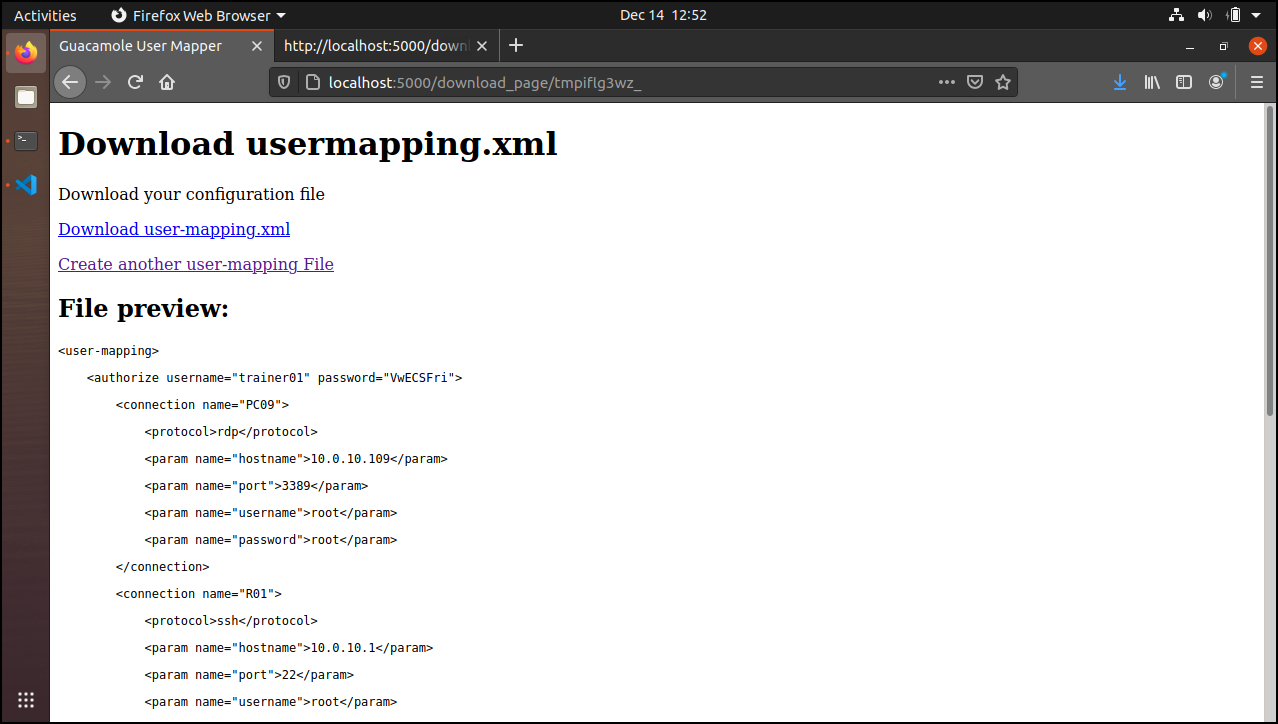 Activities
Firefox Web Browser
Dec 14 12:52
Guacamole User Mapper
http://localhost:5000/down
localhost:5000/download_page/tmpiflg3wz_
Download usermapping.xml
Download your configuration file
Download user-mapping.xml
Create another user-mapping File
File preview:
<user-mapping>
<authorize username="trainer01" password="VwECSFri">
<connection name="PC09">
<protocol>rdp</protocol>
<param name="hostname">10.0.10.109</param>
<param name="port">3389</param>
<param name="username">root</param>
<param name="password">root</param>
</connection>
<connection name="R01">
<protocol>ssh</protocol>
<param name="hostname">10.0.10.1</param>
<param name="port">22</param>
<param name="username">root</param>